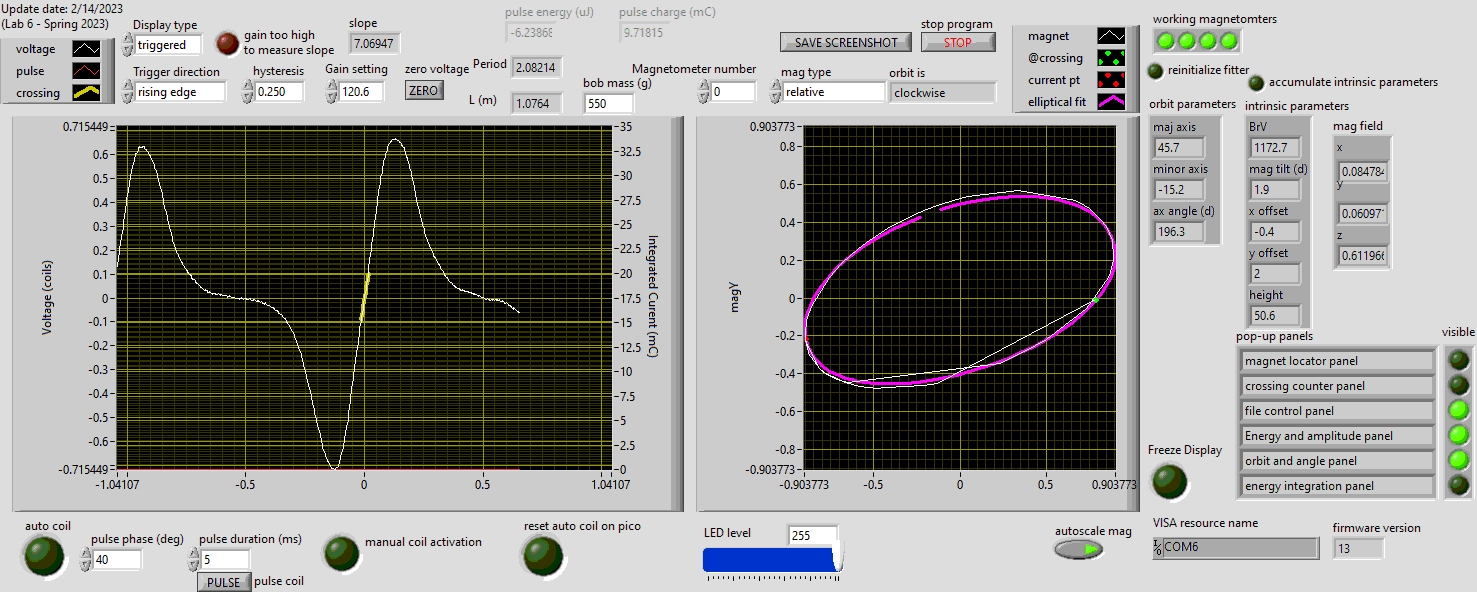 Update date: 2/14/2023
(Lab 6 - Spring 2023)
voltage
pulse
crossing
Display type
triggered
gain too high
to measure slope
slope
7.06947
Trigger direction
rising edge
hysteresis
0.250
Gain setting
120.6
zero voltage
ZERO
pulse energy (uJ)
-6.23868
pulse charge (mC)
9.71815
Period
2.08214
L (m)
1.0764
bob mass (g)
550
SAVE SCREENSHOT
stop program
STOP
Magnetometer number
0
mag type
relative
orbit is
clockwise
magnet
@crossing
current pt
elliptical fit
working magnetomters
reinitialize fitter
accumulate intrinsic parameters
orbit parameters
maj axis
45.7
minor axis
-15.2
ax angle (d)
196.3
intrinsic parameters
BrV
1172.7
mag tilt (d)
1.9
x offset
-0.4
y offset
2
height
50.6
mag field
x
0.084784
y
0.060971
z
0.611966
Voltage (coils)
0.715449
0.6
0.5
0.4
0.3
0.2
0.1
0
-0.1
-0.2
-0.3
-0.4
-0.5
-0.6
-0.715449
-1.04107
-0.5
0
0.5
1.04107
35
32.5
30
27.5
25
22.5
20
17.5
15
12.5
10
7.5
5
2.5
0
Integrated Curent (mC)
magy
0.903773
0.8
0.6
0.4
0.2
0
-0.2
-0.4
-0.6
-0.8
-0.903773
-0.903773
-0.5
0
0.5
0.903773
pop-up panels
visible
magnet locator panel
crossing counter panel
file control panel
Energy and amplitude panel
orbit and angle panel
energy integration panel
Freeze Display
auto coil
pulse phase (deg)
40
pulse duration (ms)
5
PULSE
pulse coil
manual coil activation
reset auto coil on pico
LED level
255
autoscale mag
VISA resource name
COM6
firmware version
13